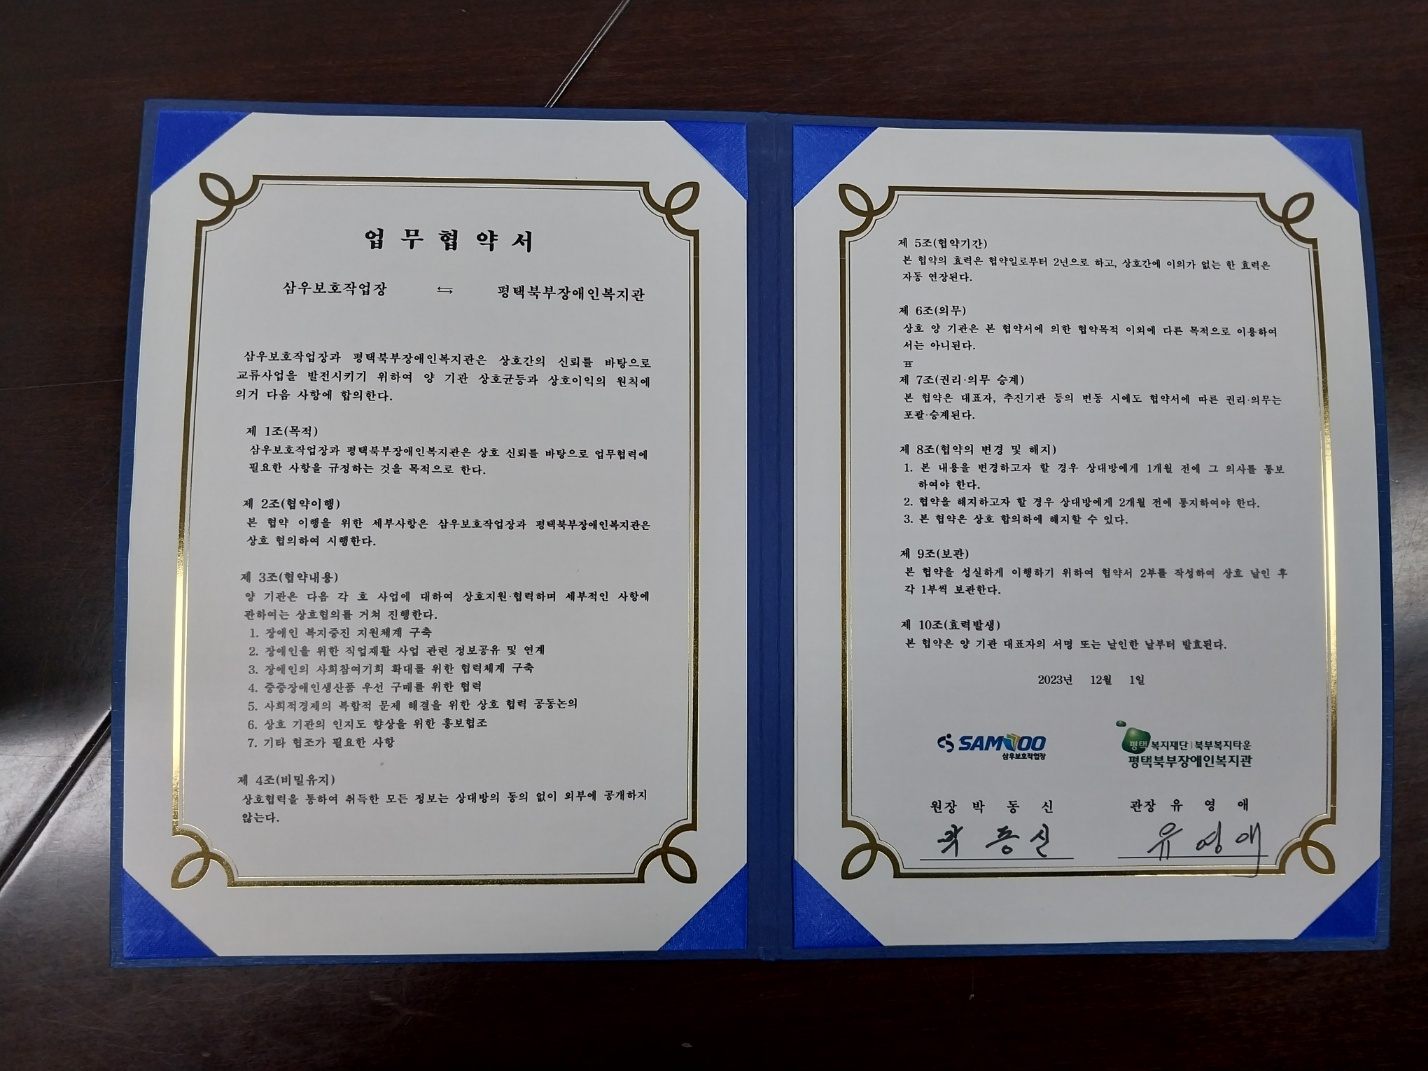 업무협약서
삼우보호작업장 ⇆ 평택북부장애인복지관
삼우보호작업장과 평택북부장애인복지관은 상호간의 신뢰를 바탕으로
교류사업을 발전시키기 위하여 양 기관 상호균등과 상호이익의 원칙에
의거 다음 사항에 합의한다.
제 1조(목적)
삼우보호작업장과 평택북부장애인복지관은 상호 신뢰를 바탕으로 업무협력에
필요한 사항을 규정하는 것을 목적으로 한다.
제 2조(협약이행)
본 협약 이행을 위한 세부사항은 삼우보호작업장과 평택북부장애인복지관은
상호 협의하여 시행한다.
제 3조(협약내용)
양 기관은 다음 각 호 사업에 대하여 상호지원·협력하며 세부적인 사항에
관하여는 상호협의를 거쳐 진행한다.
1. 장애인 복지증진 지원체계 구축
2. 장애인을 위한 직업재활 사업 관련 정보공유 및 연계
3. 장애인의 사회참여기회 확대를 위한 협력체계 구축
4. 중증장애인생산품 우선 구매를 위한 협력
5. 사회적경제의 복합적 문제 해결을 위한 상호 협력 공동논의
6. 상호 기관의 인지도 향상을 위한 홍보협조
7. 기타 협조가 필요한 사항
제 4조(비밀유지)
상호협력을 통하여 취득한 모든 정보는 상대방의 동의 없이 외부에 공개하지
않는다.
제 5조(협약기간)
본 협약의 효력은 협약일로부터 2년으로 하고, 상호간에 이의가 없는 한 효력은
자동 연장된다.
제 6조(의무)
상호 양 기관은 본 협약서에 의한 협약목적 이외에 다른 목적으로 이용하여
서는 아니된다.
ㅠ
제 7조(권리·의무 승계)
본 협약은 대표자, 추진기관 등의 변동 시에도 협약서에 따른 권리·의무는
포괄·승계된다.
제 8조(협약의 변경 및 해지)
1. 본 내용을 변경하고자 할 경우 상대방에게 1개월 전에 그 의사를 통보
하여야 한다.
2. 협약을 해지하고자 할 경우 상대방에게 2개월 전에 통지하여야 한다.
3. 본 협약은 상호 합의하에 해지할 수 있다.
제 9조(보관)
본 협약을 성실하게 이행하기 위하여 협약서 2부를 작성하여 상호 날인 후
각 1부씩 보관한다.
제 10조(효력발생)
본 협약은 양 기관 대표자의 서명 또는 날인한 날부터 발효된다.
2023년 12월 1일
SAMWOO
삼우보호작업장
평택 복지재단 북부복지타운
평택북부장애인복지관
원장 박 동 신
관장 유 영 애
박 동 신
유 영 애